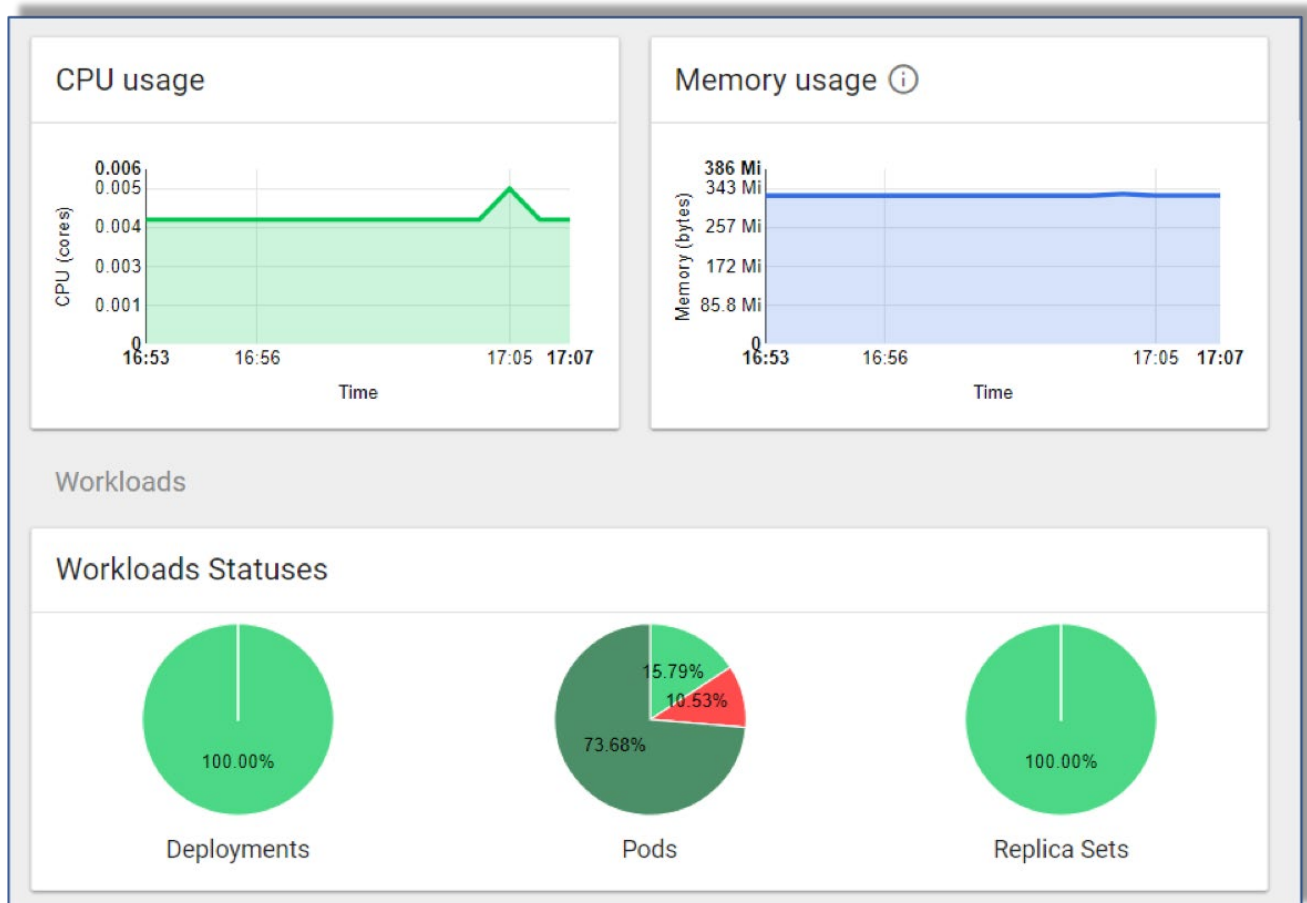 CPU usage
0.006
0.005
0.004
0.003
0.001
0
CPU (cores)
16:53 16:56 17:05 17:07
Time
Memory usage
386 Mi
343 Mi
257 Mi
172 Mi
85.8 Mi
0
Memory (bytes)
16:53 16:56 17:05 17:07
Time
Workloads
Workloads Statuses
100.00%
Deployments
15.79%
10.53%
73.68%
Pods
100.00%
Replica Sets